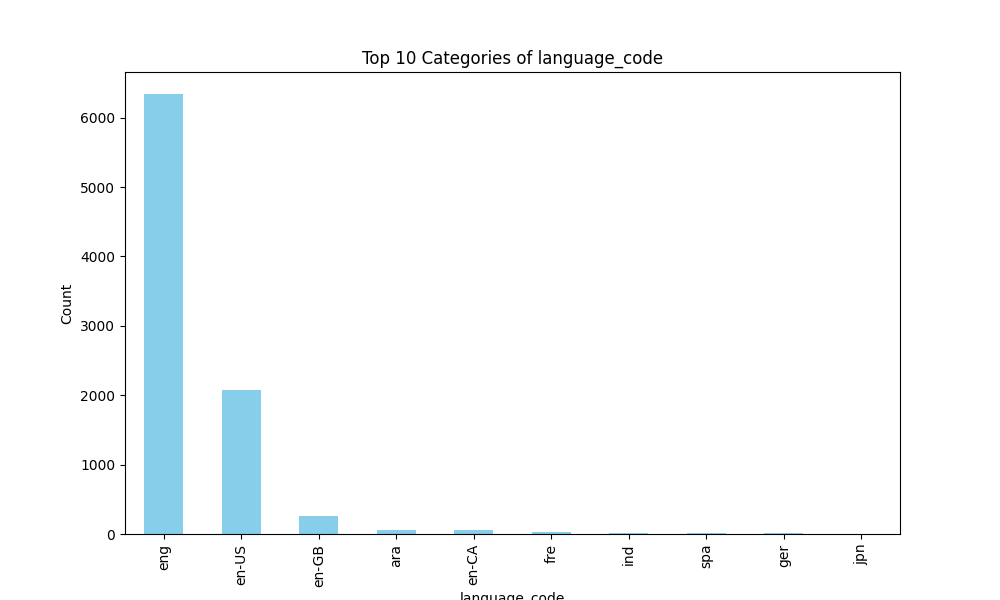 Top 10 Categories of language_code
Count
6000
5000
4000
3000
2000
1000
0
eng
en-US
en-GB
ara
en-CA
fre
ind
spa
ger
jpn
language_code